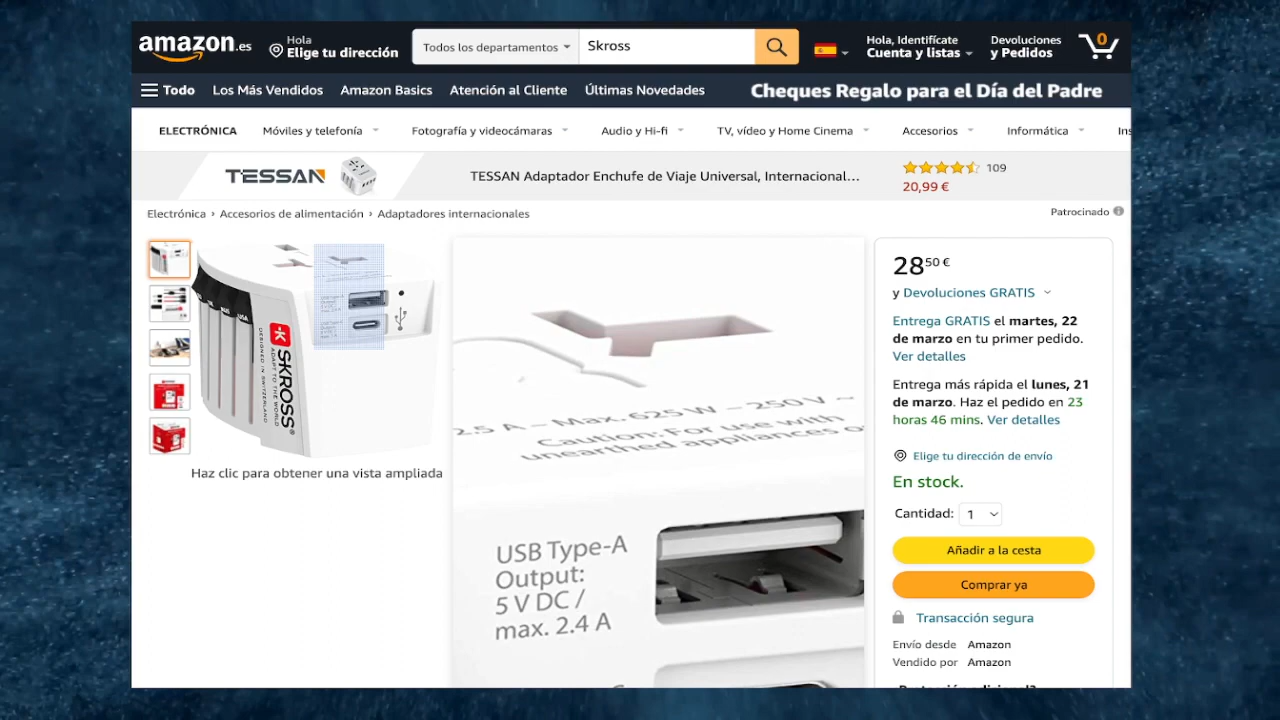 amazon.es
Hola
Elige tu dirección
Todos los departamentos
Skross
Hola, Identifícate
Cuenta y listas
Devoluciones
y Pedidos
0
Todo
Los Más Vendidos
Amazon Basics
Atención al Cliente
Últimas Novedades
Cheques Regalo para el Día del Padre
ELECTRÓNICA
Móviles y telefonía
Fotografía y videocámaras
Audio y Hi-fi
TV, vídeo y Home Cinema
Accesorios
Informática
Ins
TESSAN
TESSAN Adaptador Enchufe de Viaje Universal, Internacional...
109
20,99 €
Electrónica › Accesorios de alimentación › Adaptadores internacionales
Patrocinado
SKROSS
ADAPT TO THE WORLD
DESIGNED IN SWITZERLAND
USA
Haz clic para obtener una vista ampliada
2.5 A – Max. 625 W – 250 V ~
Caution: For use with
unearthed appliances o
USB Type-A
Output:
5 V DC /
max. 2.4 A
28,50 €
y Devoluciones GRATIS
Entrega GRATIS el martes, 22
de marzo en tu primer pedido.
Ver detalles
Entrega más rápida el lunes, 21
de marzo. Haz el pedido en 23
horas 46 mins. Ver detalles
Elige tu dirección de envío
En stock.
Cantidad: 1
Añadir a la cesta
Comprar ya
Transacción segura
Envío desde Amazon
Vendido por Amazon